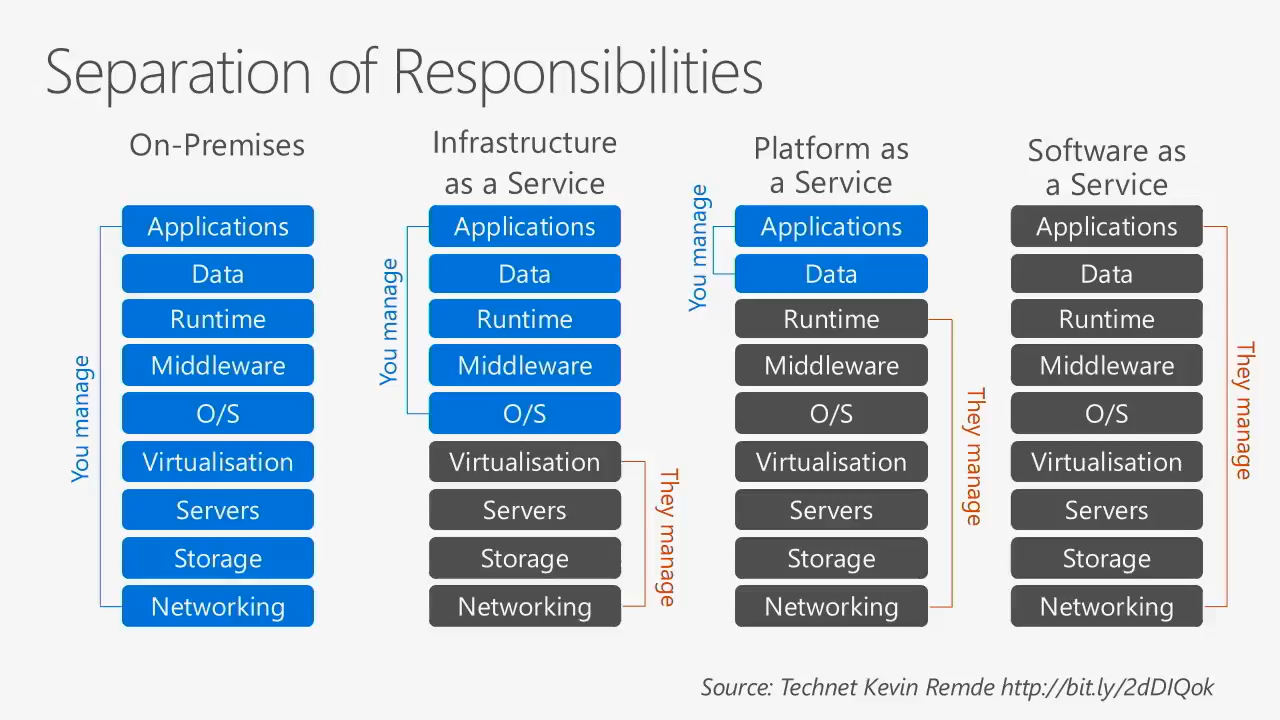 Separation of Responsibilities
On-Premises
You manage
Applications
Data
Runtime
Middleware
O/S
Virtualisation
Servers
Storage
Networking
Infrastructure
as a Service
You manage
Applications
Data
Runtime
Middleware
O/S
Virtualisation
Servers
Storage
Networking
They manage
Platform as
a Service
You manage
Applications
Data
Runtime
Middleware
O/S
Virtualisation
Servers
Storage
Networking
They manage
Software as
a Service
Applications
Data
Runtime
Middleware
O/S
Virtualisation
Servers
Storage
Networking
They manage
Source: Technet Kevin Remde http://bit.ly/2dDIQok